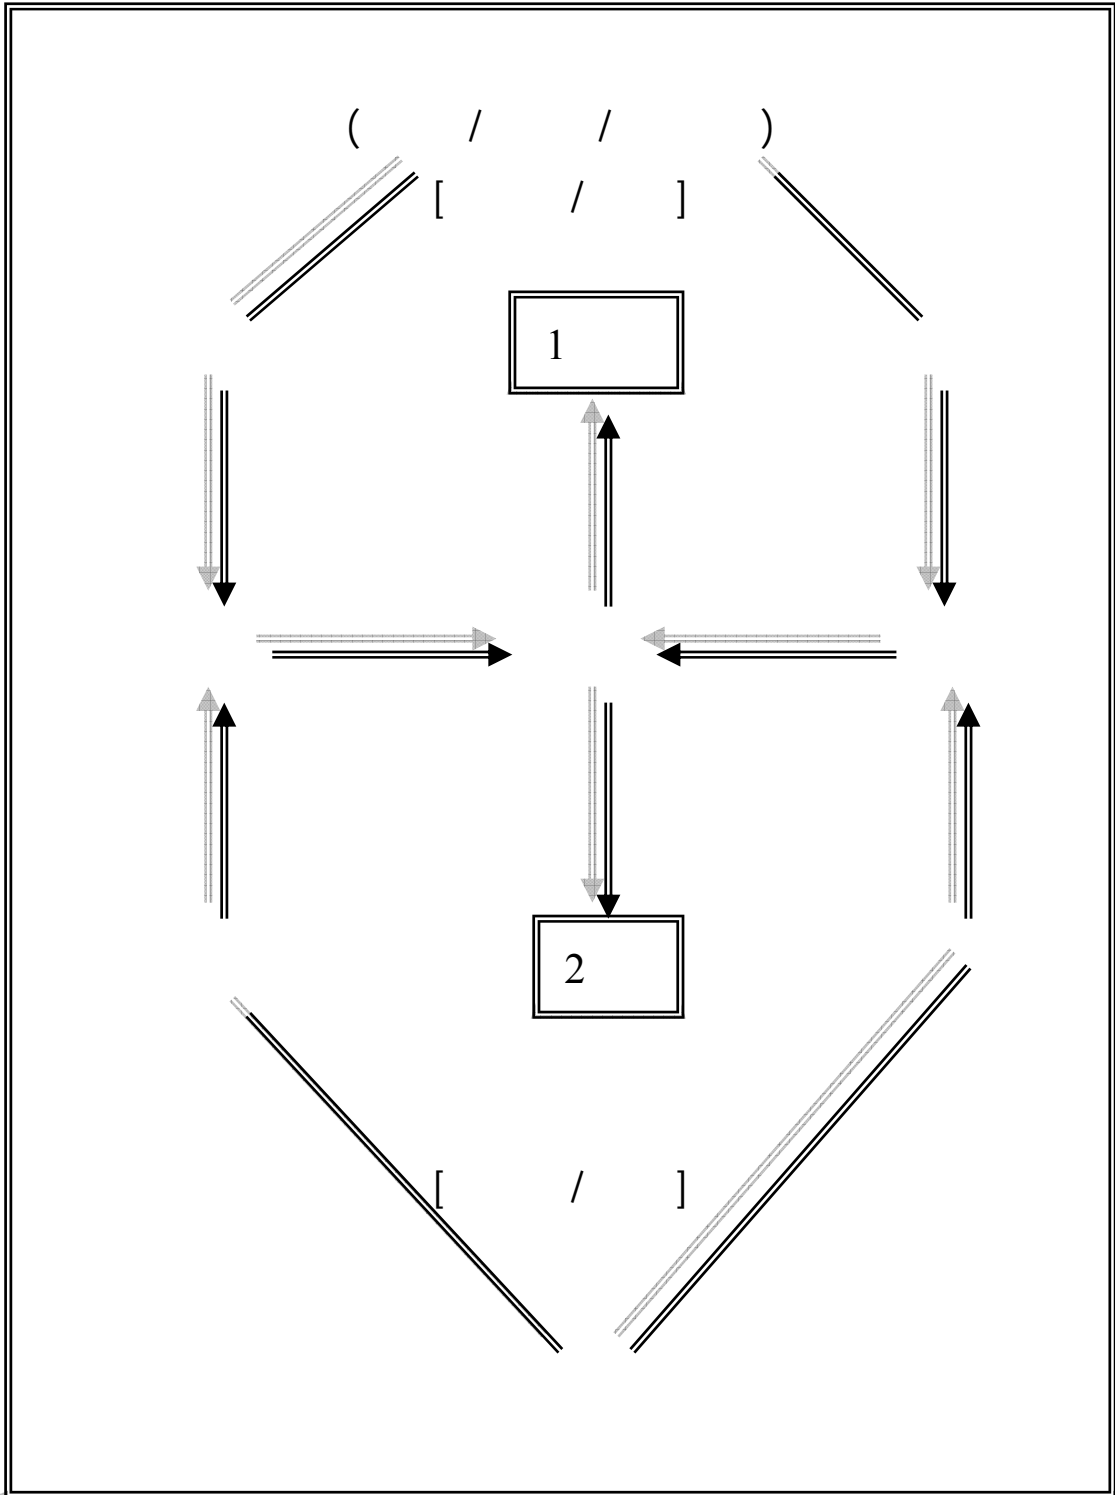 ( / / )
[ / ]
1
2
[ / ]